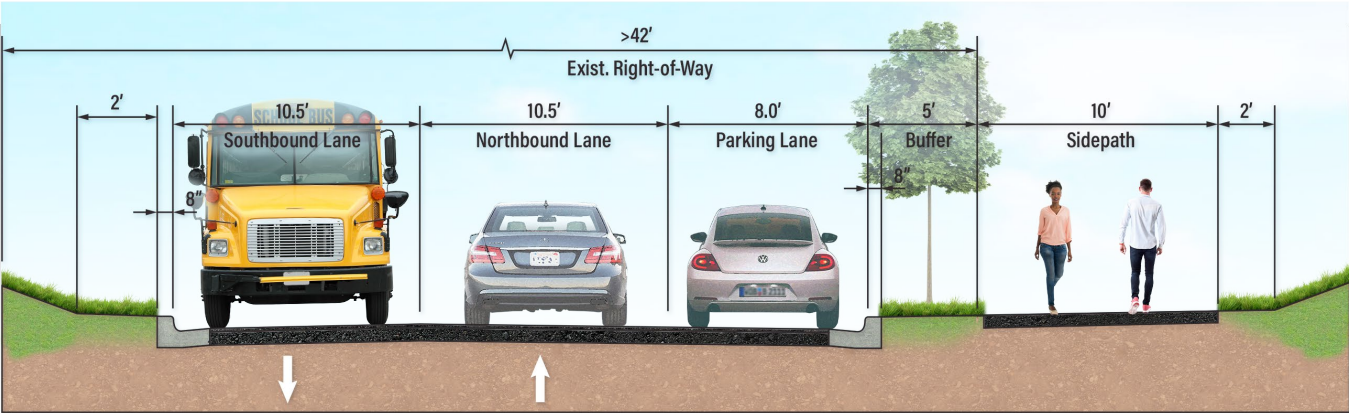 >42′
Exist. Right-of-Way
2′
10.5′
10.5′
8.0′
5′
10′
2′
SCHOOL BUS
Southbound Lane
Northbound Lane
Parking Lane
Buffer
Sidepath
8″
8″